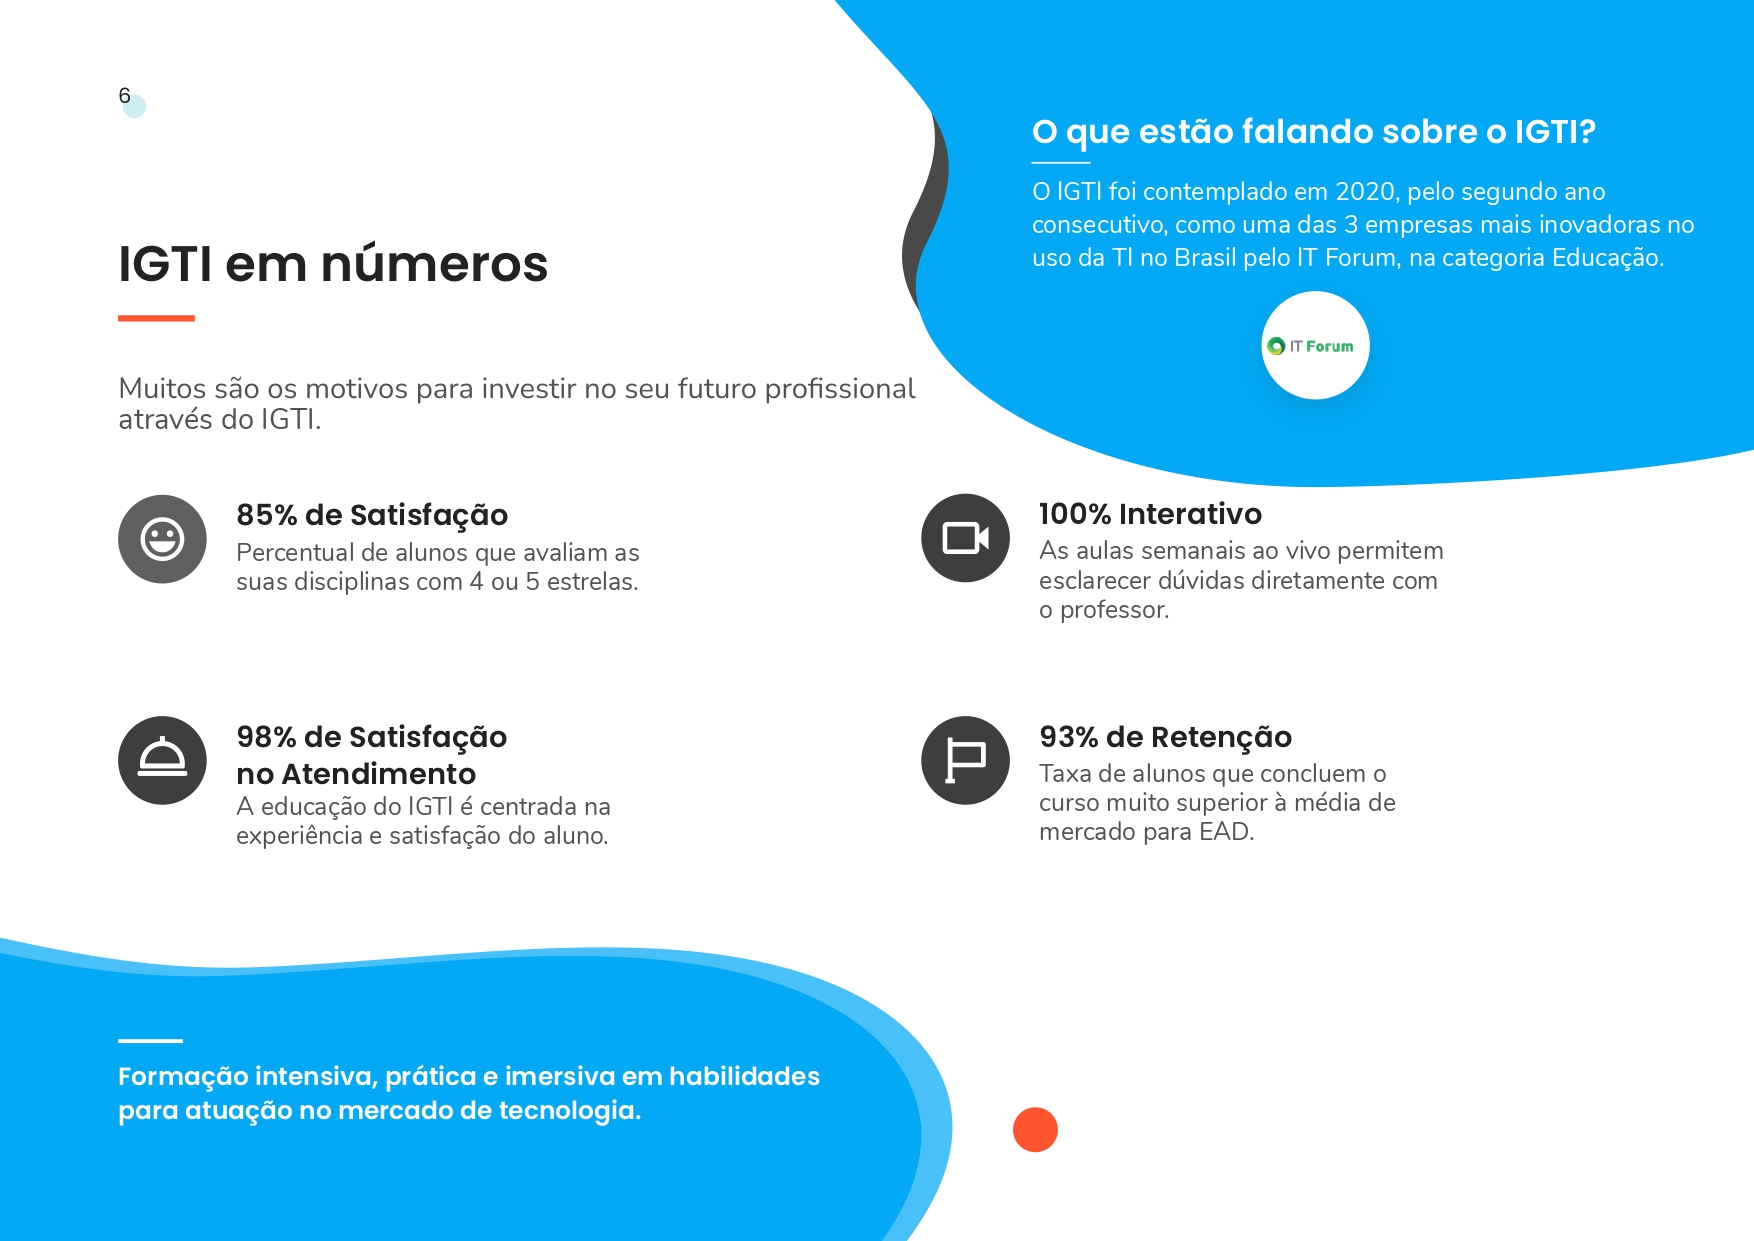 6
O que estão falando sobre o IGTI?
O IGTI foi contemplado em 2020, pelo segundo ano
consecutivo, como uma das 3 empresas mais inovadoras no
uso da TI no Brasil pelo IT Forum, na categoria Educação.
IT Forum
IGTI em números
Muitos são os motivos para investir no seu futuro profissional
através do IGTI.
85% de Satisfação
Percentual de alunos que avaliam as
suas disciplinas com 4 ou 5 estrelas.
100% Interativo
As aulas semanais ao vivo permitem
esclarecer dúvidas diretamente com
o professor.
98% de Satisfação
no Atendimento
A educação do IGTI é centrada na
experiência e satisfação do aluno.
93% de Retenção
Taxa de alunos que concluem o
curso muito superior à média de
mercado para EAD.
Formação intensiva, prática e imersiva em habilidades
para atuação no mercado de tecnologia.